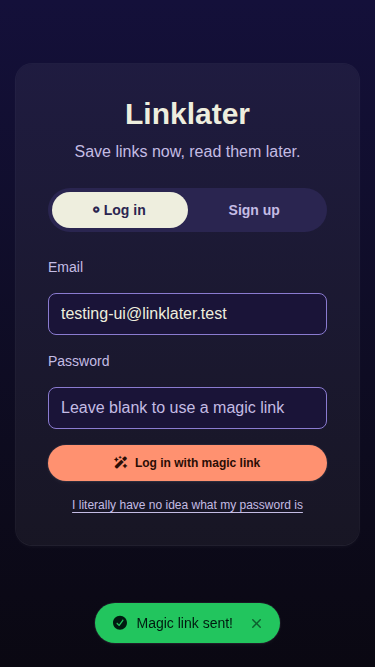 Linklater
Save links now, read them later.
Log in
Sign up
Email
testing-ui@linklater.test
Password
Leave blank to use a magic link
Log in with magic link
I literally have no idea what my password is
Magic link sent!